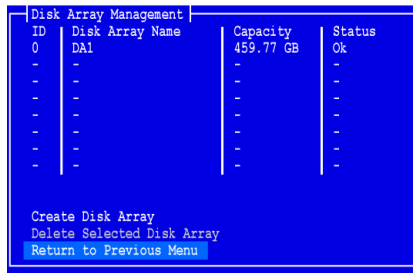 Disk Array Management
ID Disk Array Name Capacity Status
0 DA1 459.77 GB Ok
- - - -
- - - -
- - - -
- - - -
- - - -
- - - -
- - - -
Create Disk Array
Delete Selected Disk Array
Return to Previous Menu